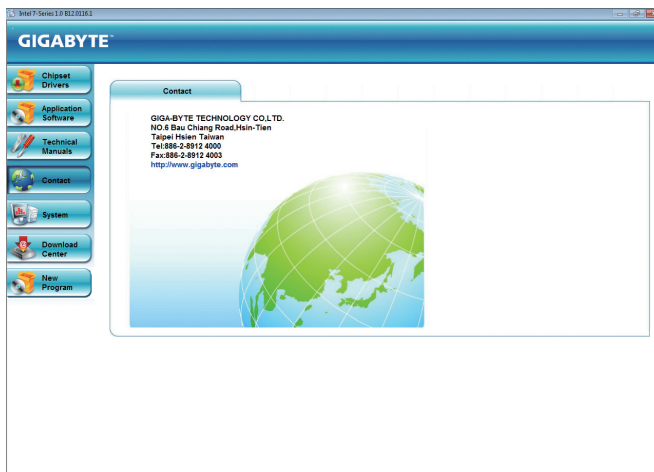 Intel 7-Series 1.0 B12.0116.1
GIGABYTE™
Chipset
Drivers
Application
Software
Technical
Manuals
Contact
System
Download
Center
New
Program
Contact
GIGA-BYTE TECHNOLOGY CO,LTD.
NO.6 Bau Chiang Road,Hsin-Tien
Taipei Hsien Taiwan
Tel:886-2-8912 4000
Fax:886-2-8912 4003
http://www.gigabyte.com